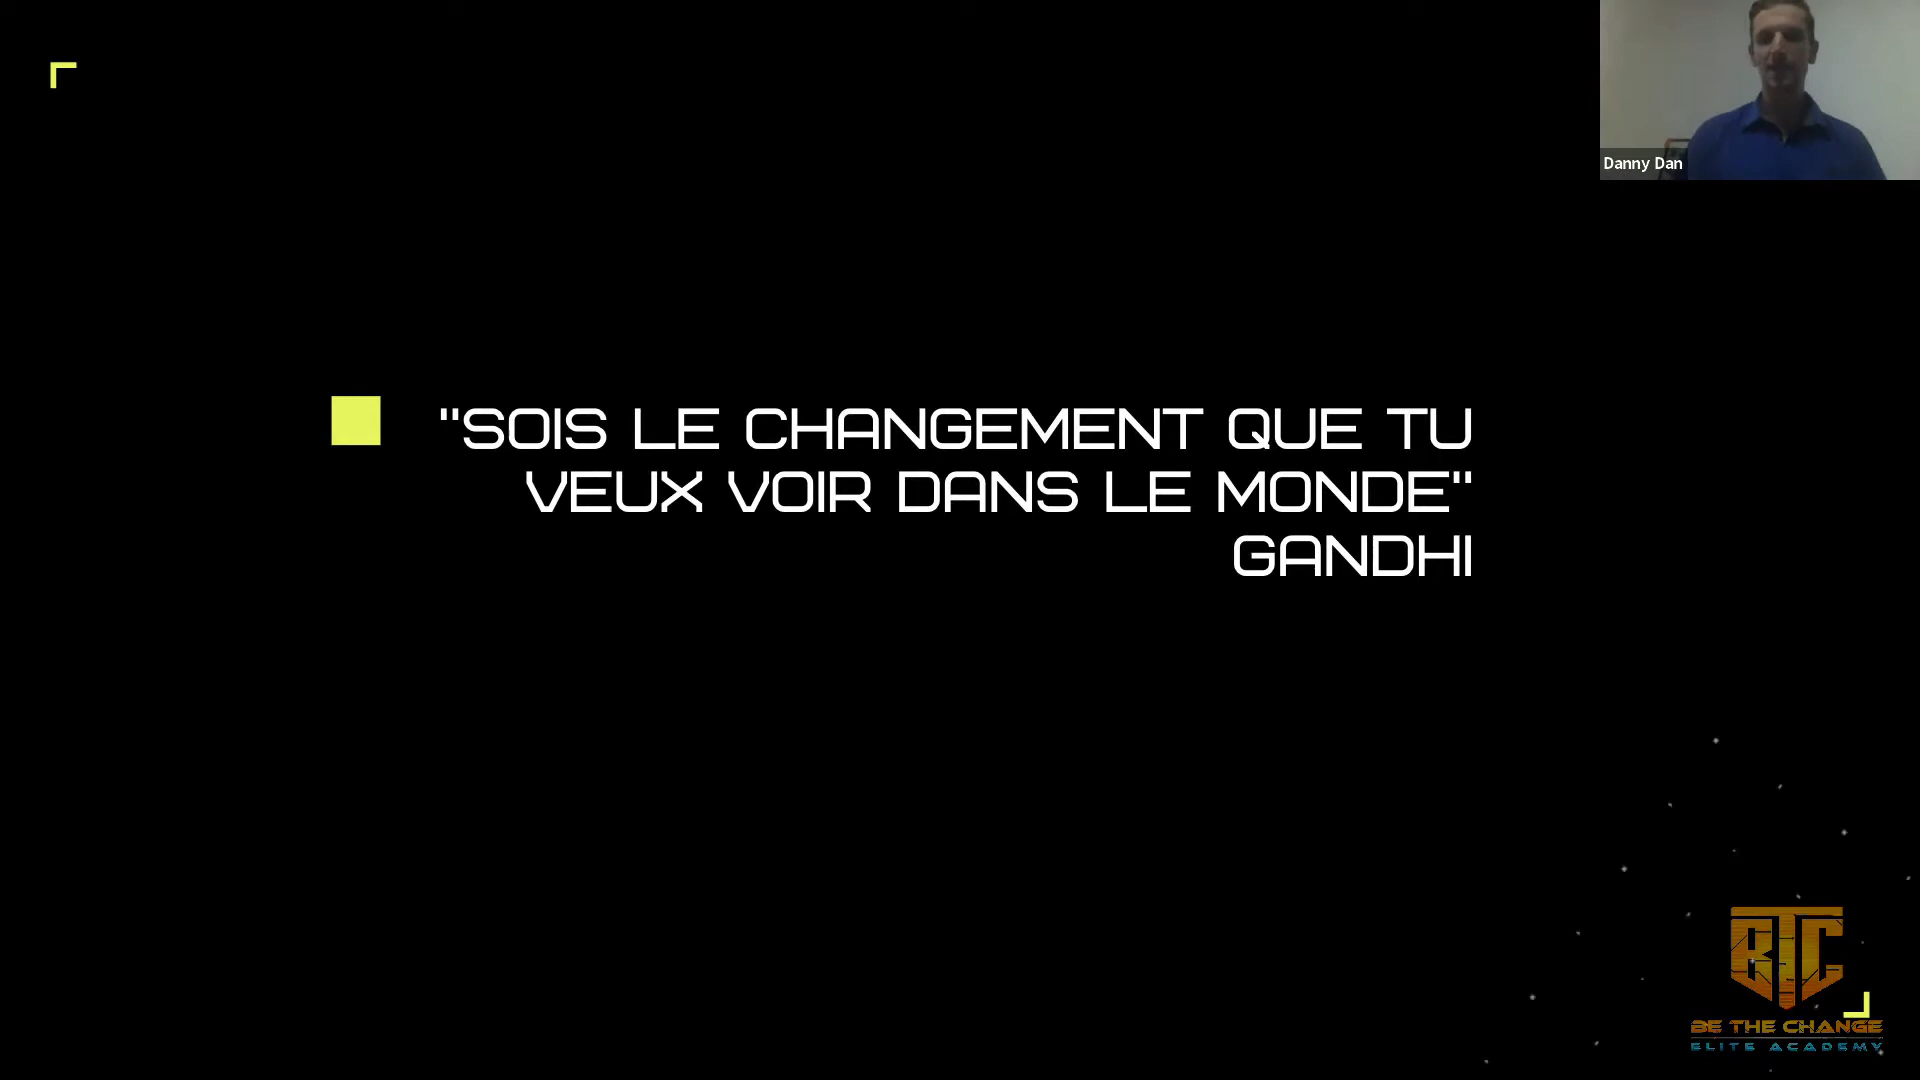 Danny Dan
"SOIS LE CHANGEMENT QUE TU
VEUX VOIR DANS LE MONDE"
GANDHI
BTC
BE THE CHANGE
ELITE ACADEMY